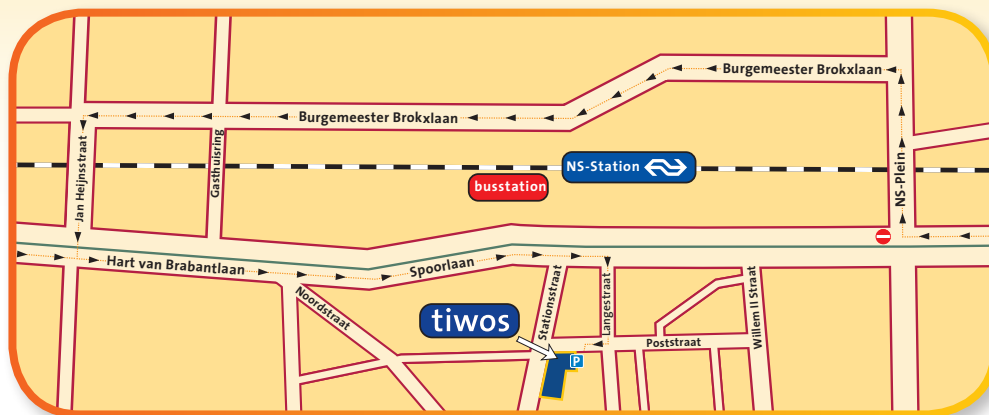 Burgemeester Brokxlaan
Burgemeester Brokxlaan
Jan Heijnsstraat
Gasthuisring
NS-Station
busstation
NS-Plein
Hart van Brabantlaan
Spoorlaan
Noordstraat
tiwos
Stationsstraat
Langestraat
Willem II Straat
Poststraat
P